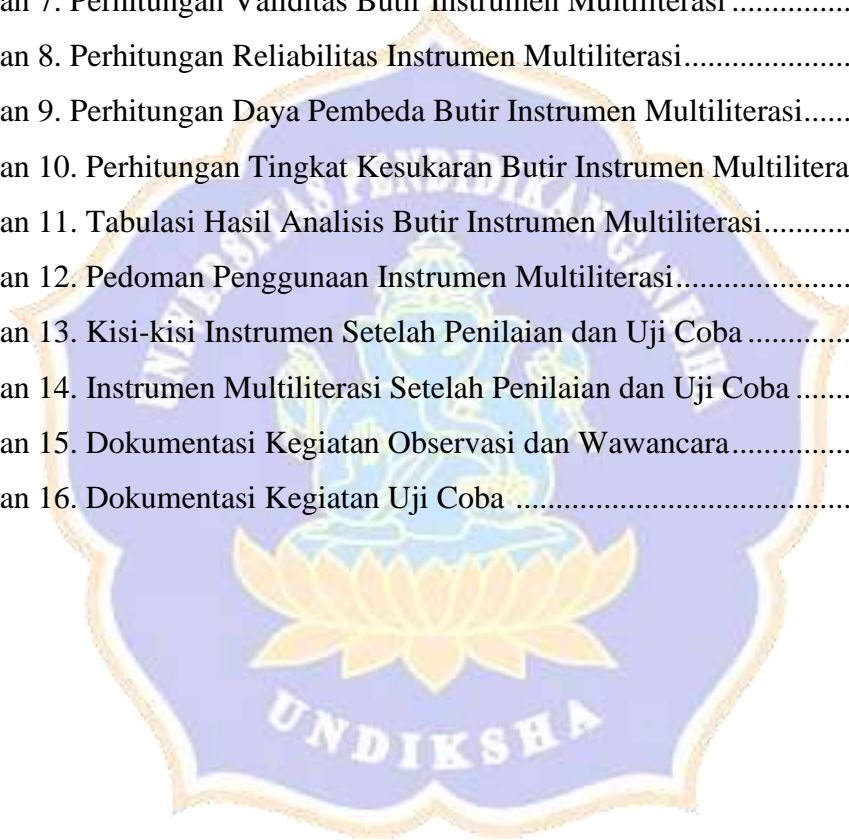 an 7. Perhitungan Validitas Butir Instrumen Multiliterasi ...............
an 8. Perhitungan Reliabilitas Instrumen Multiliterasi.....................
an 9. Perhitungan Daya Pembeda Butir Instrumen Multiliterasi......
an 10. Perhitungan Tingkat Kesukaran Butir Instrumen Multilitera
an 11. Tabulasi Hasil Analisis Butir Instrumen Multiliterasi...........
an 12. Pedoman Penggunaan Instrumen Multiliterasi......................
an 13. Kisi-kisi Instrumen Setelah Penilaian dan Uji Coba .............
an 14. Instrumen Multiliterasi Setelah Penilaian dan Uji Coba .......
an 15. Dokumentasi Kegiatan Observasi dan Wawancara...............
an 16. Dokumentasi Kegiatan Uji Coba ..........................................
UNIVERSITAS PENDIDIKAN GANESHA
UNDIKSHA